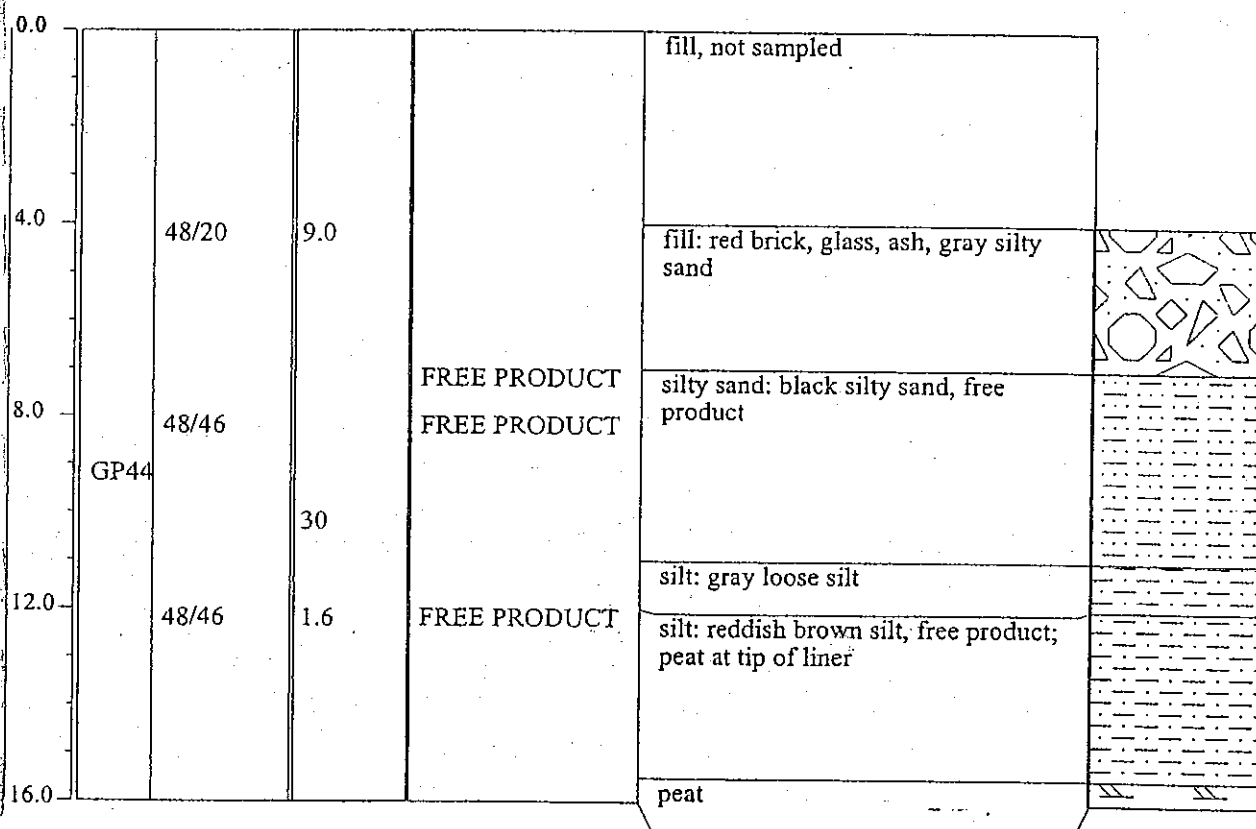 0.0
fill, not sampled
4.0
48/20
9.0
fill: red brick, glass, ash, gray silty
sand
FREE PRODUCT
silty sand: black silty sand, free
product
8.0
48/46
FREE PRODUCT
GP44
30
silt: gray loose silt
12.0
48/46
1.6
FREE PRODUCT
silt: reddish brown silt, free product;
peat at tip of liner
16.0
peat